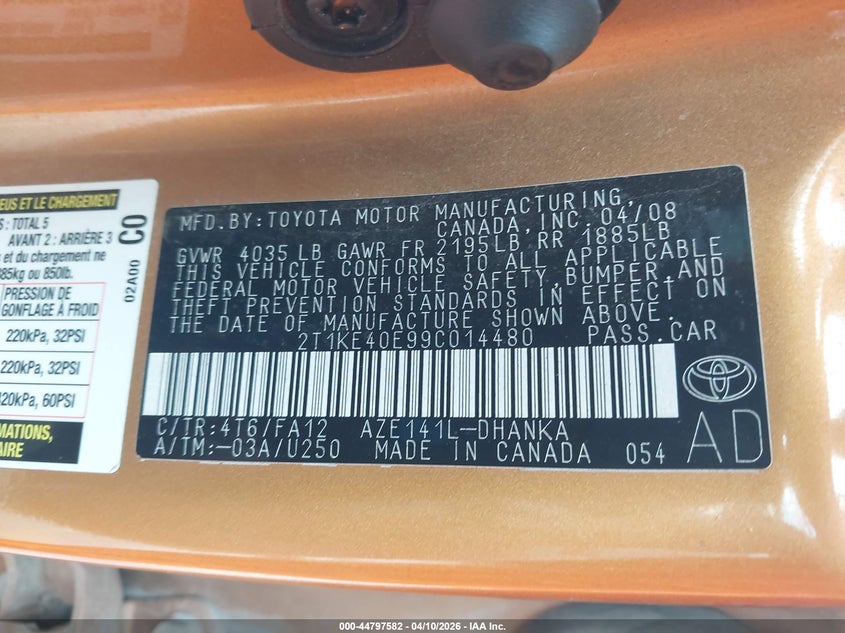 EUS ET LE CHARGEMENT
S : TOTAL 5
AVANT 2 : ARRIÈRE 3
s et du chargement ne
385kg ou 850lb.
PRESSION DE
GONFLAGE À FROID
220kPa, 32PSI
220kPa, 32PSI
420kPa, 60PSI
MATIONS,
AIRE
02A00 CO
MFD.BY:TOYOTA MOTOR MANUFACTURING,
CANADA,INC. 04/08
GVWR 4035 LB GAWR FR 2195LB RR 1885LB
THIS VEHICLE CONFORMS TO ALL APPLICABLE
FEDERAL MOTOR VEHICLE SAFETY,BUMPER,AND
THEFT PREVENTION STANDARDS IN EFFECT ON
THE DATE OF MANUFACTURE SHOWN ABOVE.
2T1KE40E99C014480 PASS.CAR
C/TR:4T6/FA12 AZE141L-DHANKA
A/TM:-03A/U250 MADE IN CANADA 054
AD
000-44797582 — 04/10/2026 — IAA Inc.